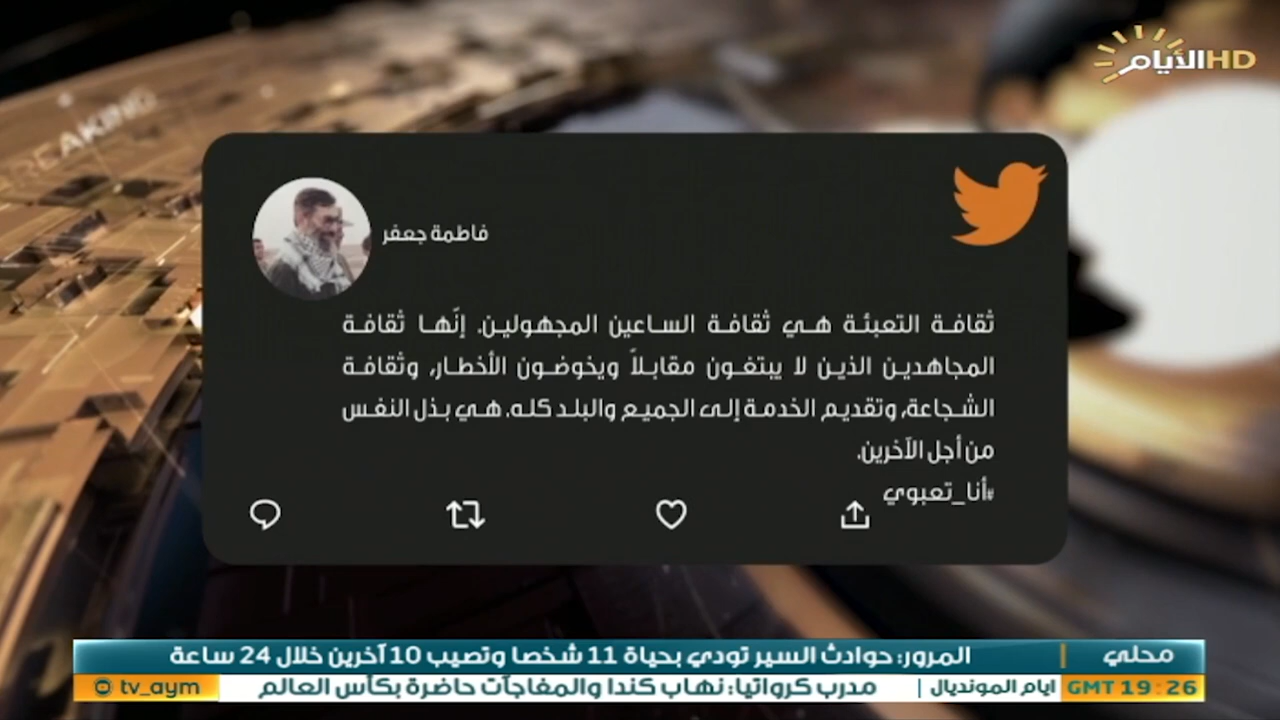 الأيام HD
BREAKING
فاطمة جعفر
ثقافة التعبئة هي ثقافة الساعين المجهولين. إنّها ثقافة
المجاهدين الذين لا يبتغون مقابلاً ويخوضون الأخطار، وثقافة
الشجاعة، وتقديم الخدمة إلى الجميع والبلد كله. هي بذل النفس
من أجل الآخرين.
#أنا_تعبوي
محلي
المرور: حوادث السير تودي بحياة 11 شخصا وتصيب 10 آخرين خلال 24 ساعة
GMT 19:26
ايام المونديال | مدرب كرواتيا: نهاب كندا والمفاجآت حاضرة بكأس العالم
tv_aym